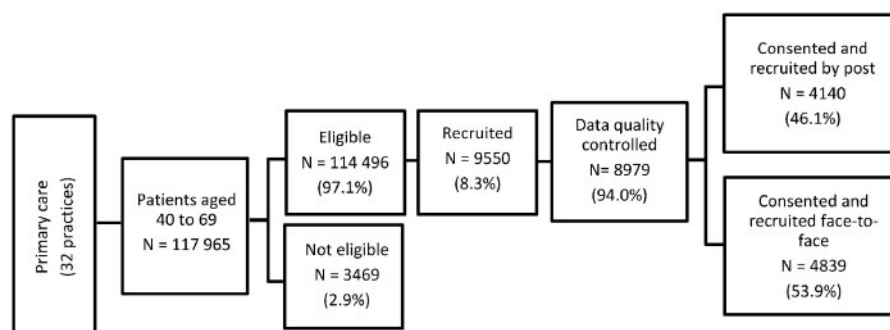 Primary care
(32 practices)
Patients aged
40 to 69
N = 117 965
Eligible
N = 114 496
(97.1%)
Not eligible
N = 3469
(2.9%)
Recruited
N = 9550
(8.3%)
Data quality
controlled
N= 8979
(94.0%)
Consented and
recruited by post
N = 4140
(46.1%)
Consented and
recruited face-to-
face
N = 4839
(53.9%)